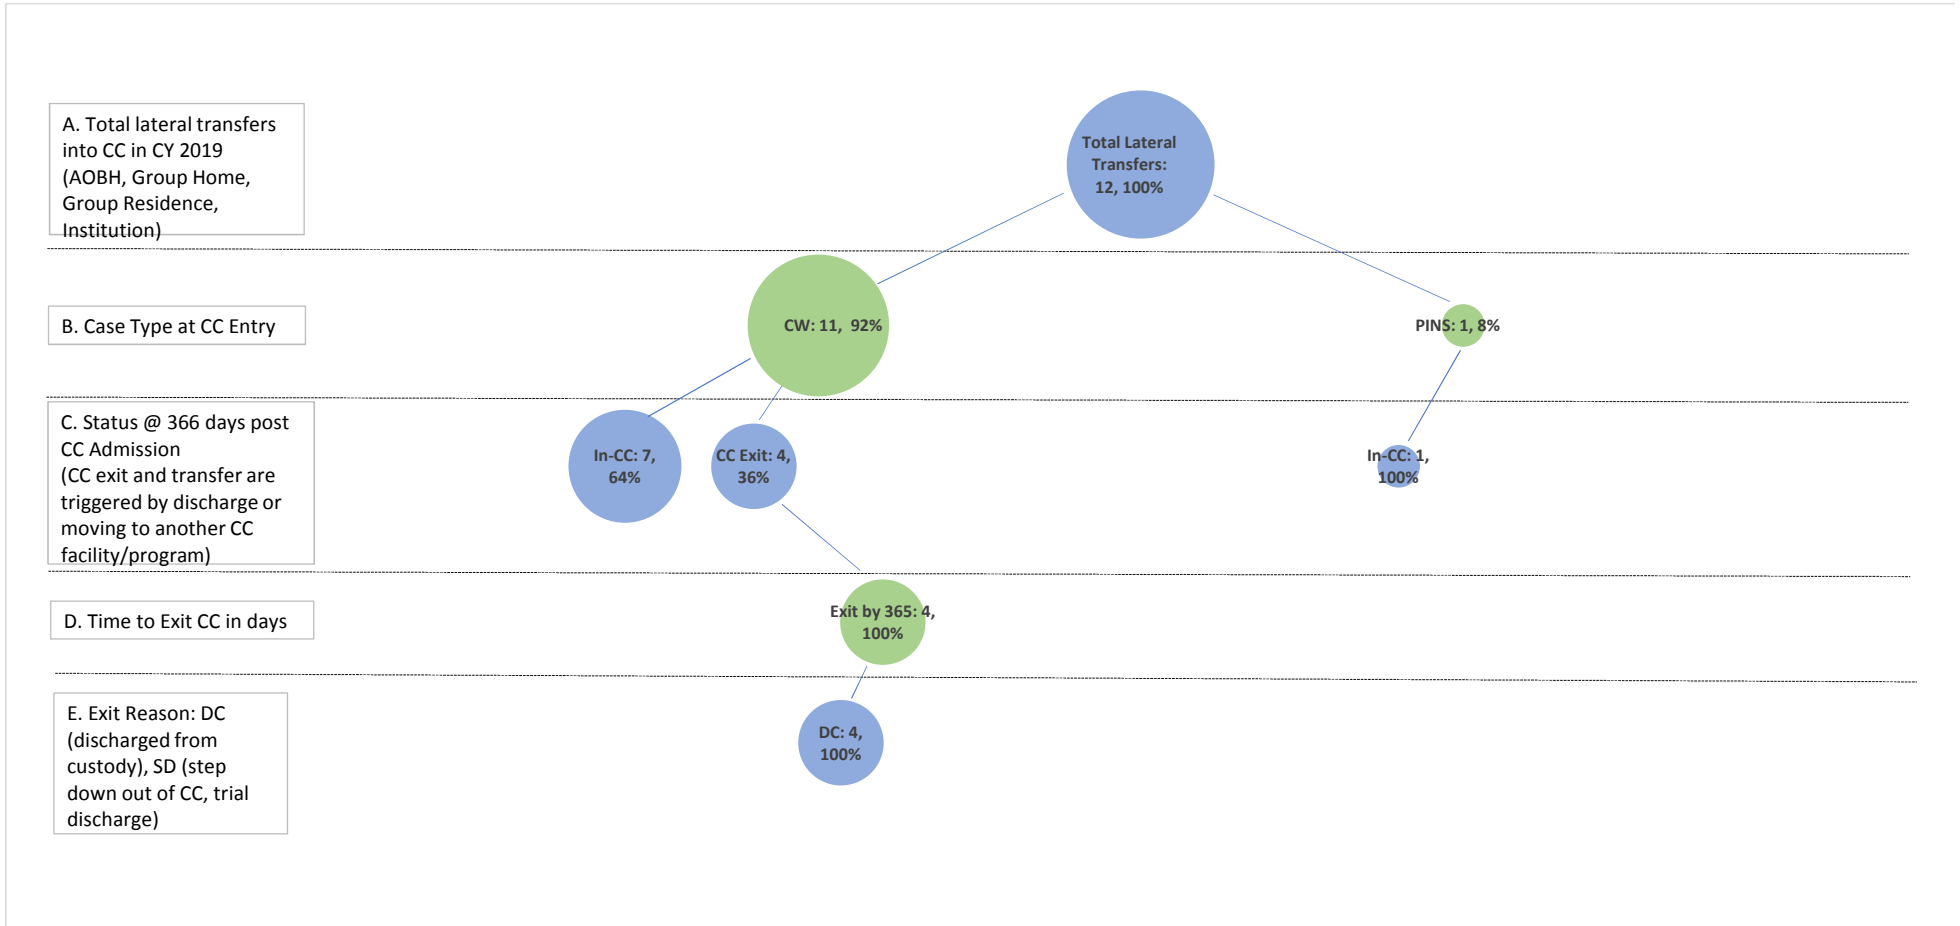 A. Total lateral transfers
into CC in CY 2019
(AOBH, Group Home,
Group Residence,
Institution)
Total Lateral
Transfers:
12, 100%
B. Case Type at CC Entry
CW: 11, 92%
PINS: 1, 8%
C. Status @ 366 days post
CC Admission
(CC exit and transfer are
triggered by discharge or
moving to another CC
facility/program)
In-CC: 7,
64%
CC Exit: 4,
36%
In-CC: 1,
100%
D. Time to Exit CC in days
Exit by 365: 4,
100%
E. Exit Reason: DC
(discharged from
custody), SD (step
down out of CC, trial
discharge)
DC: 4,
100%